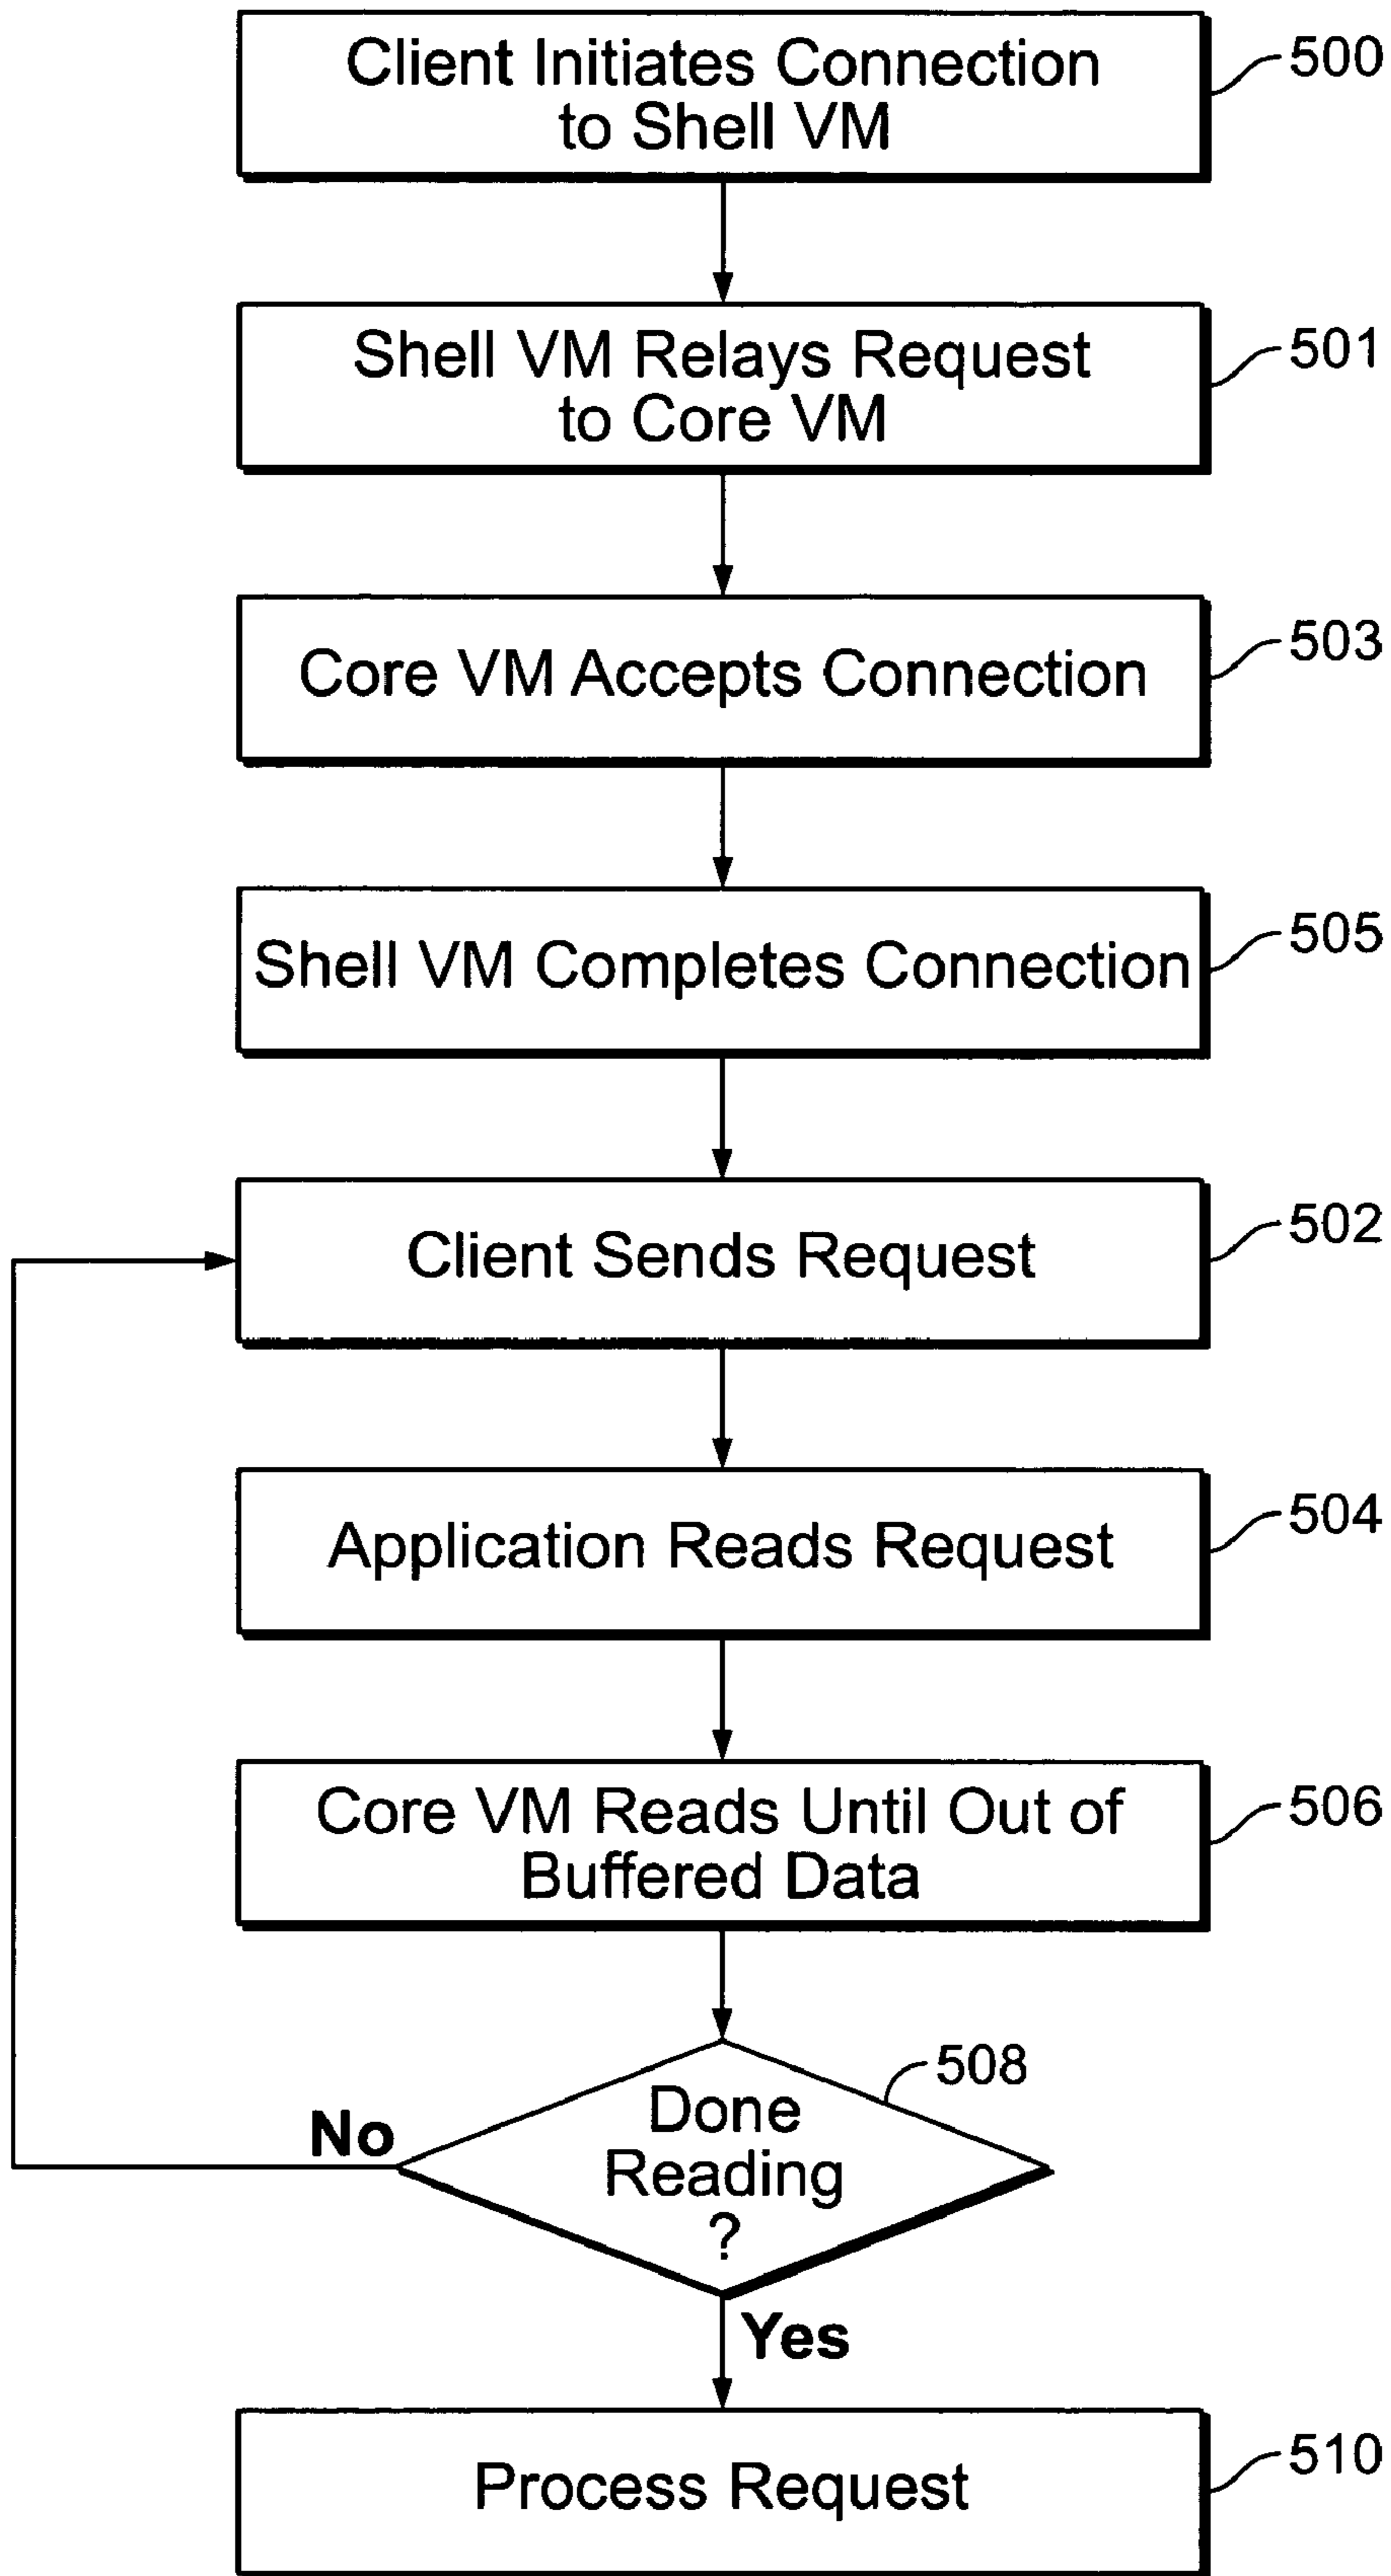 Client Initiates Connection
to Shell VM
500
Shell VM Relays Request
to Core VM
501
Core VM Accepts Connection
503
Shell VM Completes Connection
505
Client Sends Request
502
Application Reads Request
504
Core VM Reads Until Out of
Buffered Data
506
508
Done
Reading
?
No
Yes
Process Request
510